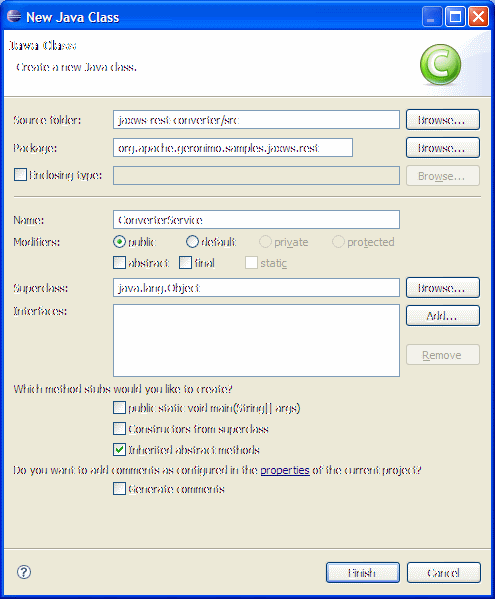 New Java Class
Java Class
Create a new Java class.
Source folder: jaxws-rest-converter/src Browse...
Package: org.apache.geronimo.samples.jaxws.rest Browse...
Enclosing type: Browse...
Name: ConverterService
Modifiers: public default private protected
abstract final static
Superclass: java.lang.Object Browse...
Interfaces: Add...
Remove
Which method stubs would you like to create?
public static void main(String[] args)
Constructors from superclass
Inherited abstract methods
Do you want to add comments as configured in the properties of the current project?
Generate comments
? Finish Cancel